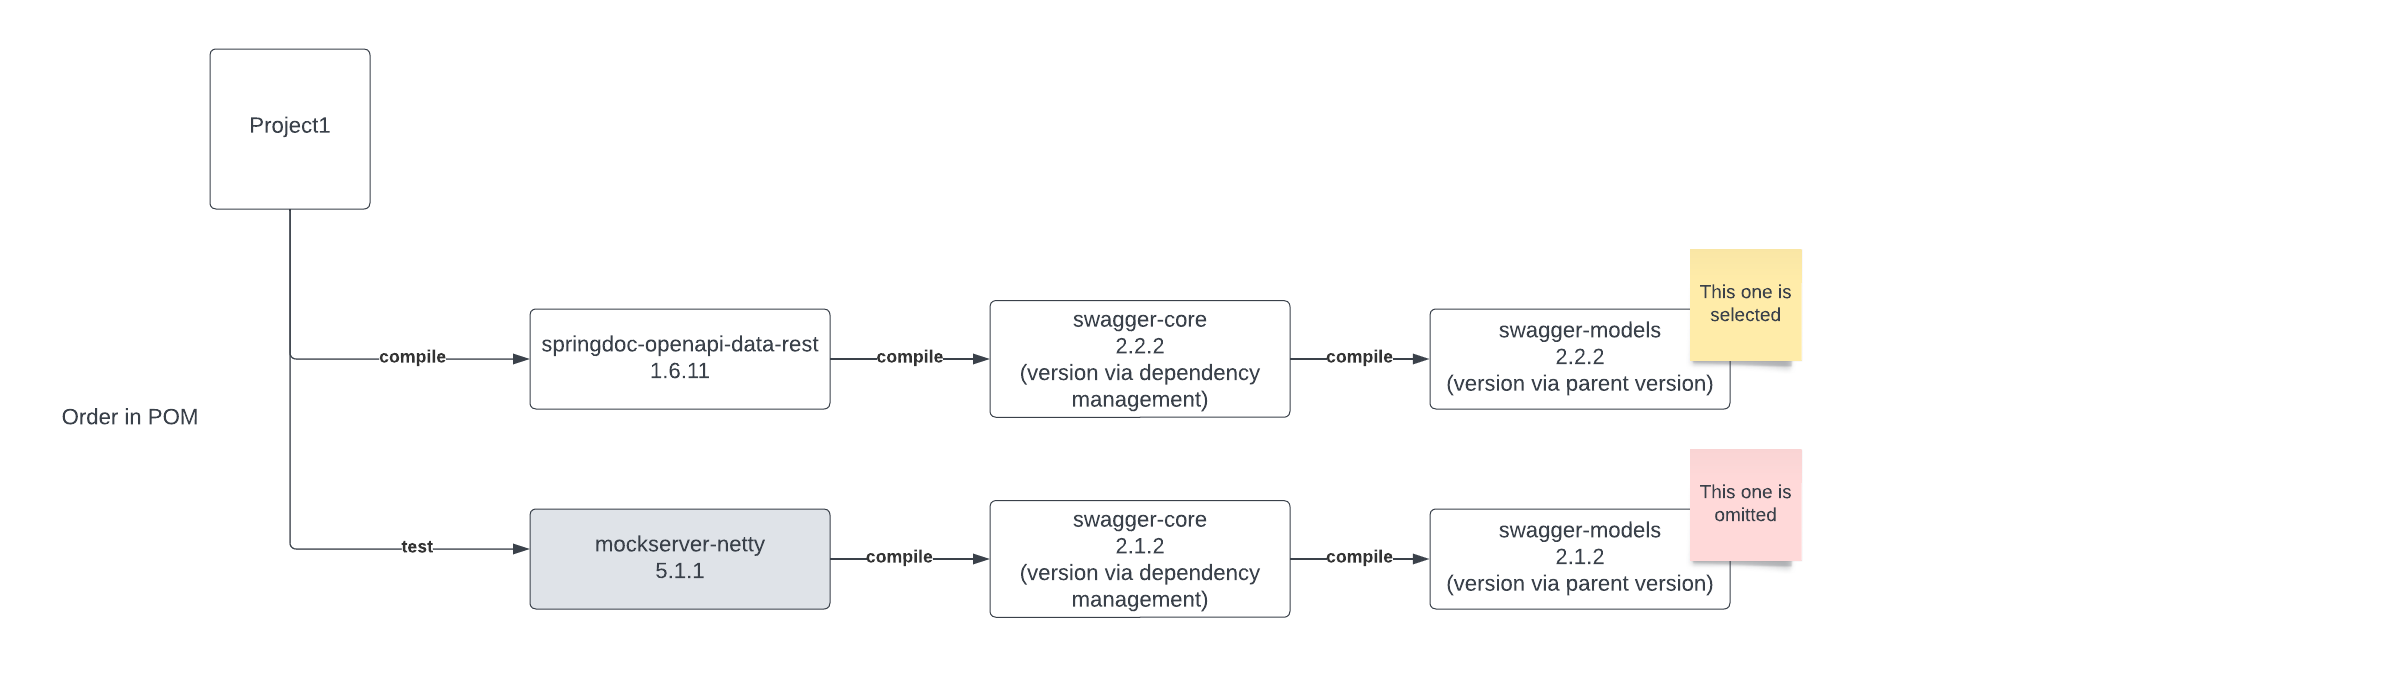 Project1
compile
springdoc-openapi-data-rest
1.6.11
compile
swagger-core
2.2.2
(version via dependency
management)
compile
swagger-models
2.2.2
(version via parent version)
This one is
selected
Order in POM
test
mockserver-netty
5.1.1
compile
swagger-core
2.1.2
(version via dependency
management)
compile
swagger-models
2.1.2
(version via parent version)
This one is
omitted